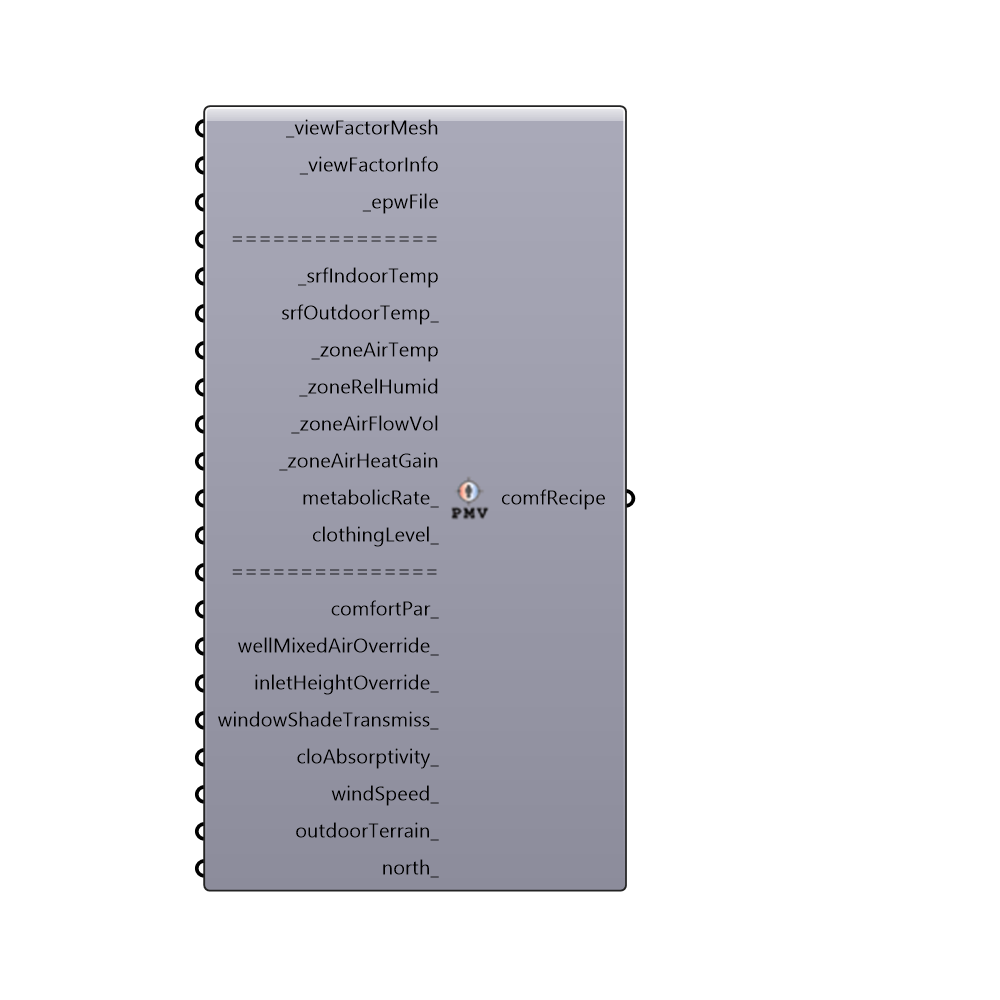 _viewFactorMesh
_viewFactorInfo
_epwFile
===============
_srfIndoorTemp
srfOutdoorTemp_
_zoneAirTemp
_zoneRelHumid
_zoneAirFlowVol
_zoneAirHeatGain
metabolicRate_
PMV
comfRecipe
clothingLevel_
===============
comfortPar_
wellMixedAirOverride_
inletHeightOverride_
windowShadeTransmiss_
cloAbsorptivity_
windSpeed_
outdoorTerrain_
north_